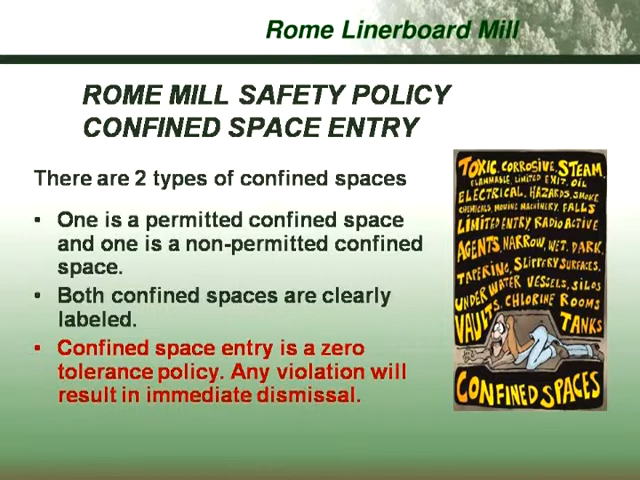 Rome Linerboard Mill
ROME MILL SAFETY POLICY
CONFINED SPACE ENTRY
There are 2 types of confined spaces
• One is a permitted confined space
and one is a non-permitted confined
space.
• Both confined spaces are clearly
labeled.
• Confined space entry is a zero
tolerance policy. Any violation will
result in immediate dismissal.
TOXIC, CORROSIVE, STEAM,
FLAMMABLE, LIMITED EXIT, OIL
ELECTRICAL, HAZARDS, SMOKE
CHEMICALS, MOVING MACHINERY, FALLS
LIMITED ENTRY, RADIOACTIVE
AGENTS, NARROW, WET, DARK,
TAPERING, SLIPPERY SURFACES,
UNDER WATER VESSELS, SILOS
VAULTS, CHLORINE ROOMS
TANKS
CONFINED SPACES